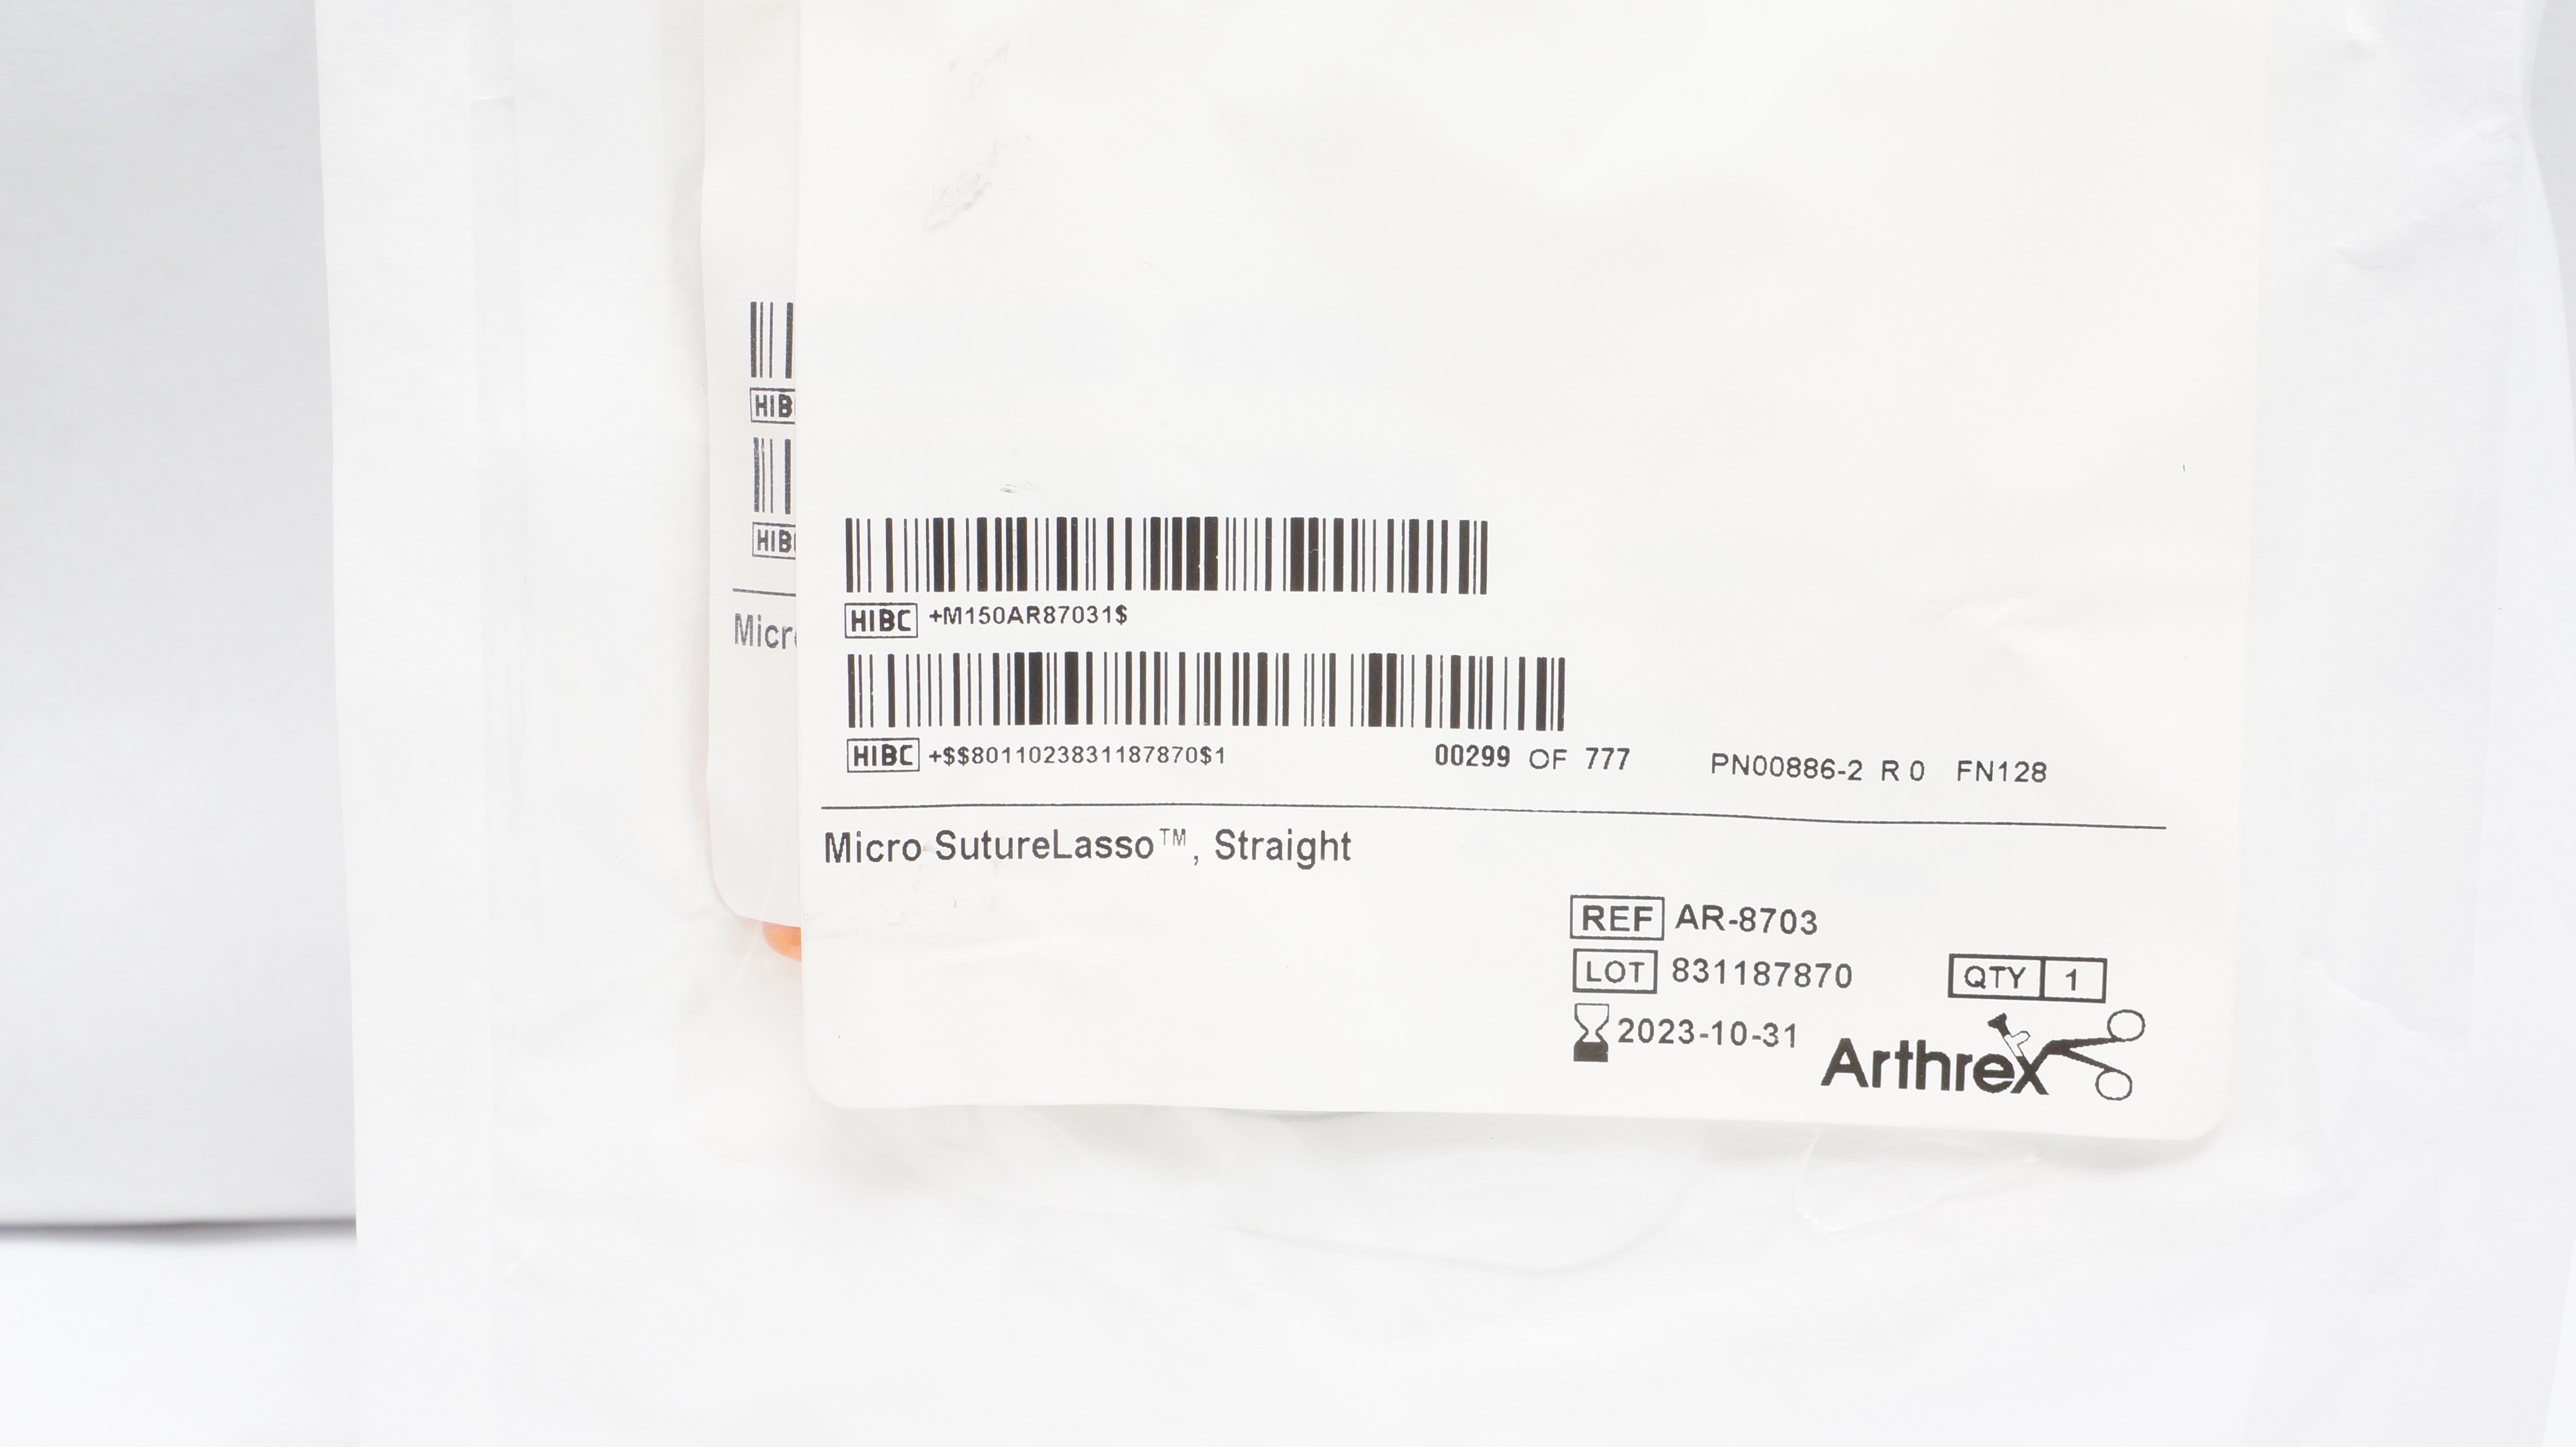 HIB
HIB
Micr
HIBC +M150AR87031$
HIBC +$$8011023831187870$1 00299 OF 777 PN00886-2 R 0 FN128
Micro SutureLasso™, Straight
REF AR-8703
LOT 831187870 QTY 1
2023-10-31 Arthrex